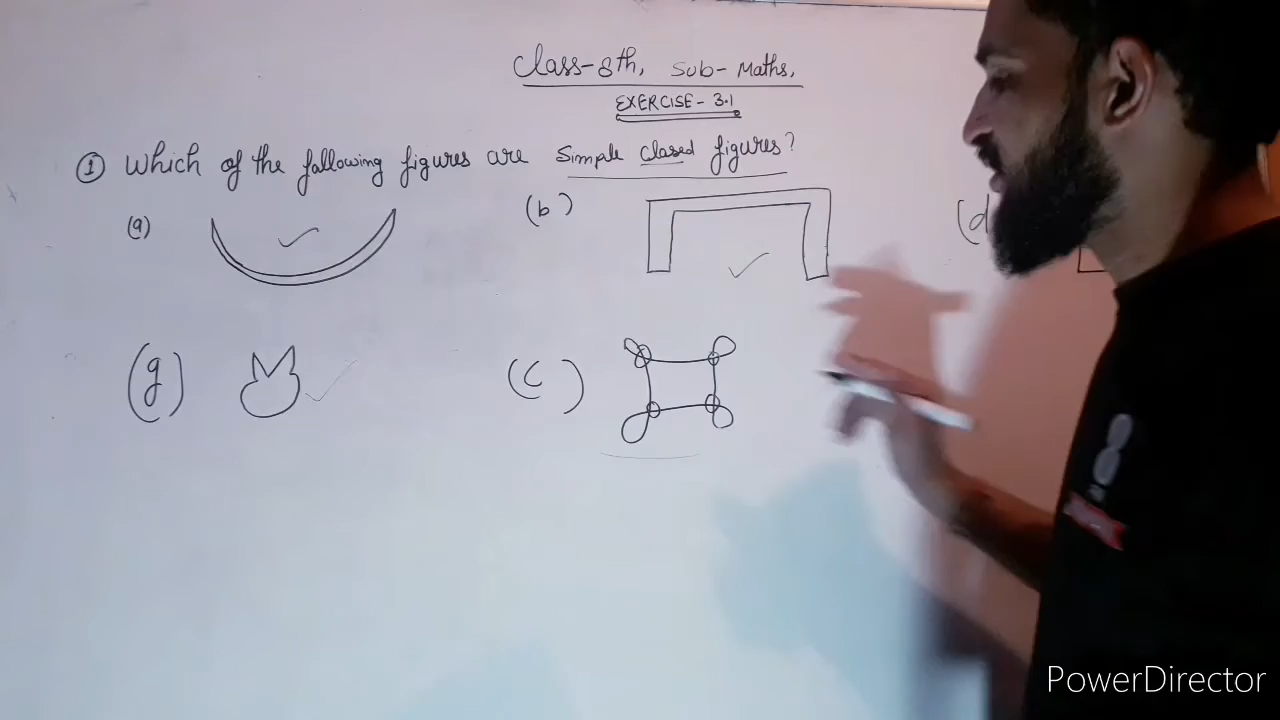 Class-8th, Sub- Maths,
EXERCISE- 3.1
① Which of the following figures are Simple closed figures?
(a) (b) (d
(g) (c)
PowerDirector